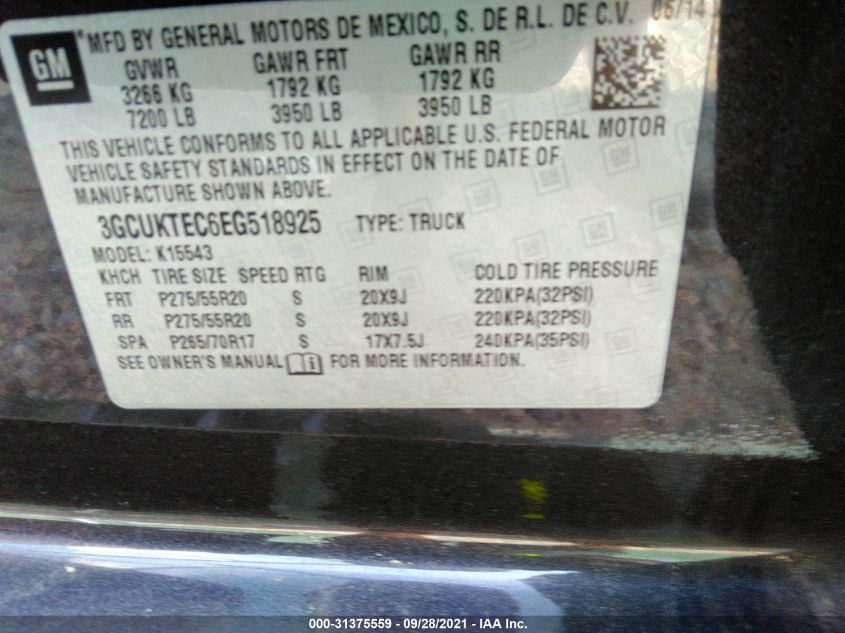 GM
MFD BY GENERAL MOTORS DE MEXICO, S. DE R.L. DE C.V. 06/14
GVWR GAWR FRT GAWR RR
3266 KG 1792 KG 1792 KG
7200 LB 3950 LB 3950 LB
THIS VEHICLE CONFORMS TO ALL APPLICABLE U.S. FEDERAL MOTOR
VEHICLE SAFETY STANDARDS IN EFFECT ON THE DATE OF
MANUFACTURE SHOWN ABOVE.
3GCUKTEC6EG518925 TYPE: TRUCK
MODEL: K15543
KHCH TIRE SIZE SPEED RTG RIM COLD TIRE PRESSURE
FRT P275/55R20 S 20X9J 220KPA(32PSI)
RR P275/55R20 S 20X9J 220KPA(32PSI)
SPA P265/70R17 S 17X7.5J 240KPA(35PSI)
SEE OWNER'S MANUAL FOR MORE INFORMATION.
000-31375559 - 09/28/2021 - IAA Inc.